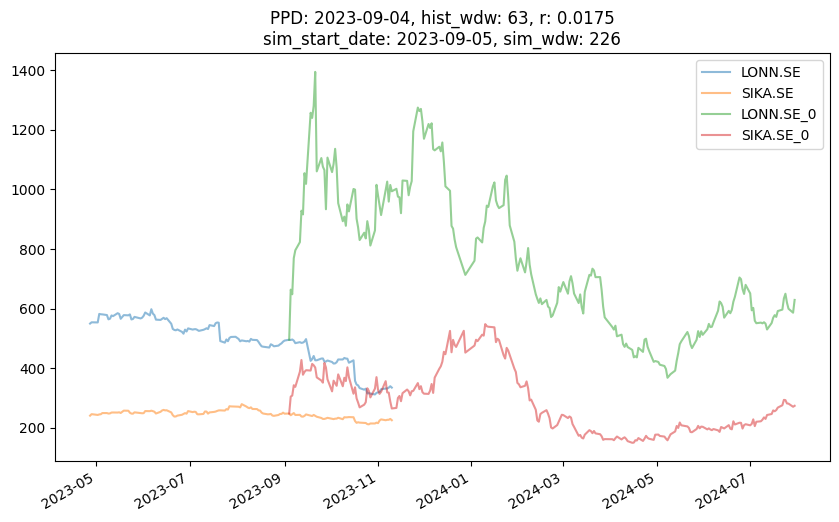 PPD: 2023-09-04, hist_wdw: 63, r: 0.0175
sim_start_date: 2023-09-05, sim_wdw: 226
LONN.SE
SIKA.SE
LONN.SE_0
SIKA.SE_0
1400
1200
1000
800
600
400
200
2023-05
2023-07
2023-09
2023-11
2024-01
2024-03
2024-05
2024-07